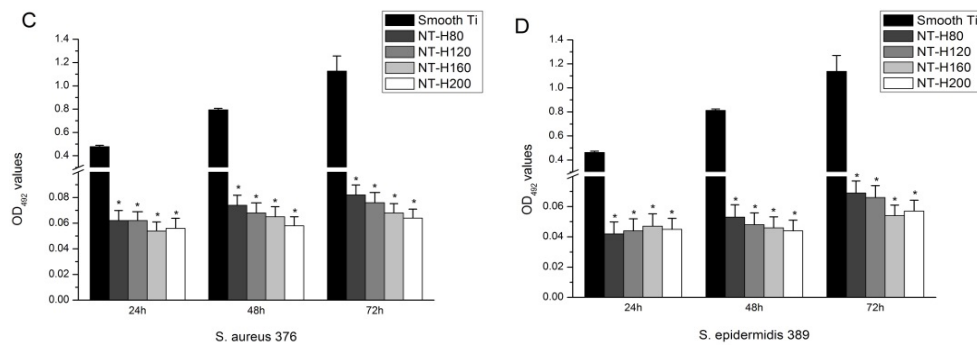 C
Smooth Ti
NT-H80
NT-H120
NT-H160
NT-H200
1.4
1.2
1.0
0.8
0.6
0.4
0.08
0.06
0.04
0.02
0.00
OD492 values
* * * *
* * * *
* * * *
24h 48h 72h
S. aureus 376
D
Smooth Ti
NT-H80
NT-H120
NT-H160
NT-H200
1.4
1.2
1.0
0.8
0.6
0.4
0.08
0.06
0.04
0.02
0.00
OD492 values
* * * *
* * * *
* * * *
24h 48h 72h
S. epidermidis 389